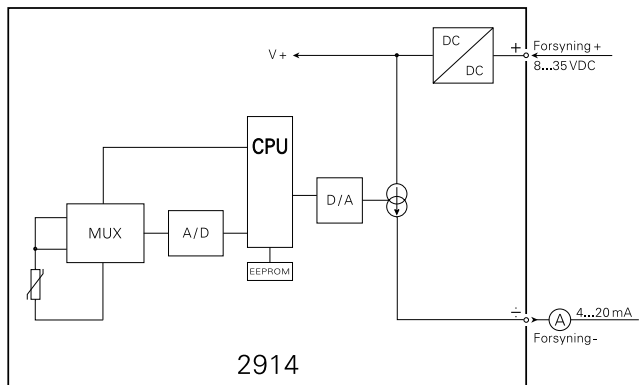 DC
DC
+
Forsyning +
8...35 VDC
V +
CPU
MUX
A/D
D/A
EEPROM
÷
A
4...20 mA
Forsyning-
2914